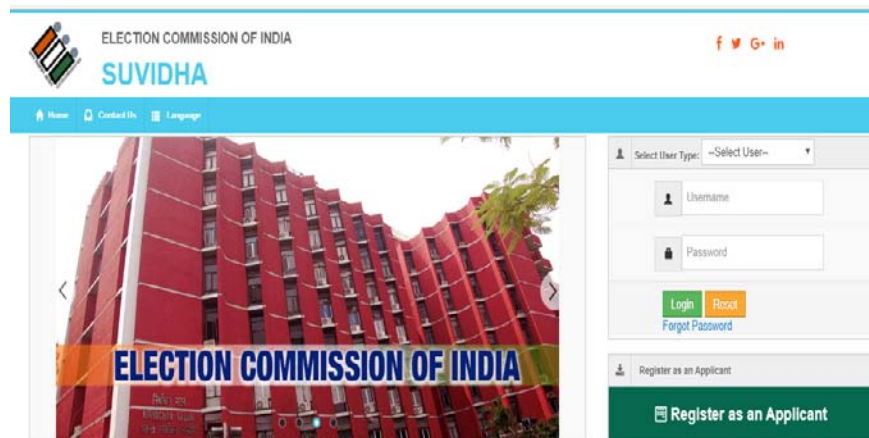 ELECTION COMMISSION OF INDIA
SUVIDHA
f G+ in
Home Contact Us Langauge
Select User Type: --Select User--
Username
Password
Login Reset
Forgot Password
ELECTION COMMISSION OF INDIA
Register as an Applicant
Register as an Applicant